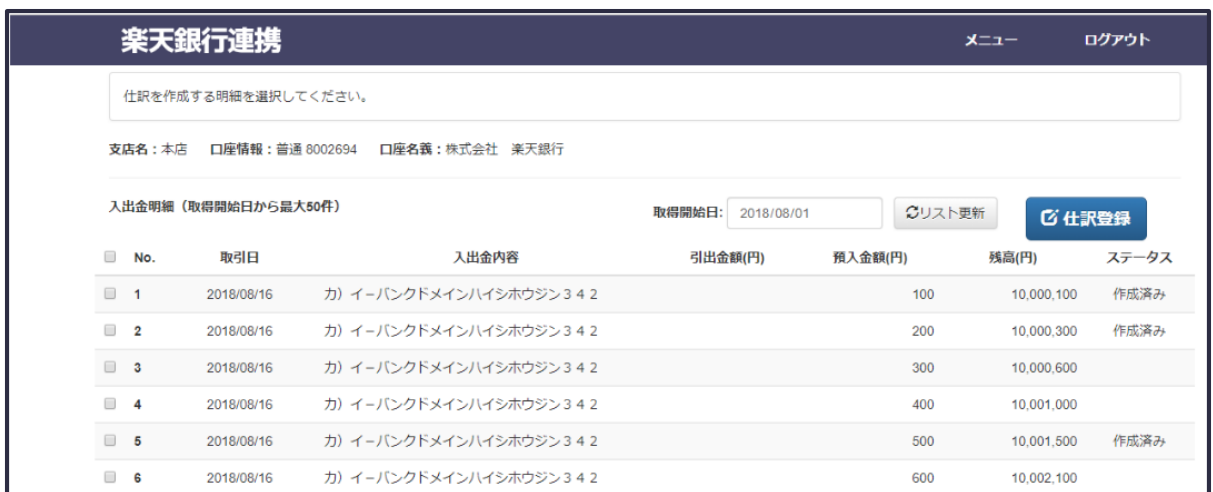 楽天銀行連携 メニュー ログアウト
仕訳を作成する明細を選択してください。
支店名：本店 口座情報：普通 8002694 口座名義：株式会社　楽天銀行
入出金明細（取得開始日から最大50件） 取得開始日: 2018/08/01 リスト更新 仕訳登録
No. 取引日 入出金内容 引出金額(円) 預入金額(円) 残高(円) ステータス
1 2018/08/16 カ）イ－バンクドメインハイシホウジン３４２ 100 10,000,100 作成済み
2 2018/08/16 カ）イ－バンクドメインハイシホウジン３４２ 200 10,000,300 作成済み
3 2018/08/16 カ）イ－バンクドメインハイシホウジン３４２ 300 10,000,600
4 2018/08/16 カ）イ－バンクドメインハイシホウジン３４２ 400 10,001,000
5 2018/08/16 カ）イ－バンクドメインハイシホウジン３４２ 500 10,001,500 作成済み
6 2018/08/16 カ）イ－バンクドメインハイシホウジン３４２ 600 10,002,100